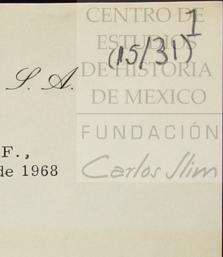 CENTRO DE
ESTUDIOS
DE HISTORIA
DE MEXICO
FUNDACIÓN
Carlos Slim
1
(15/31)
S. A.
F.,
de 1968